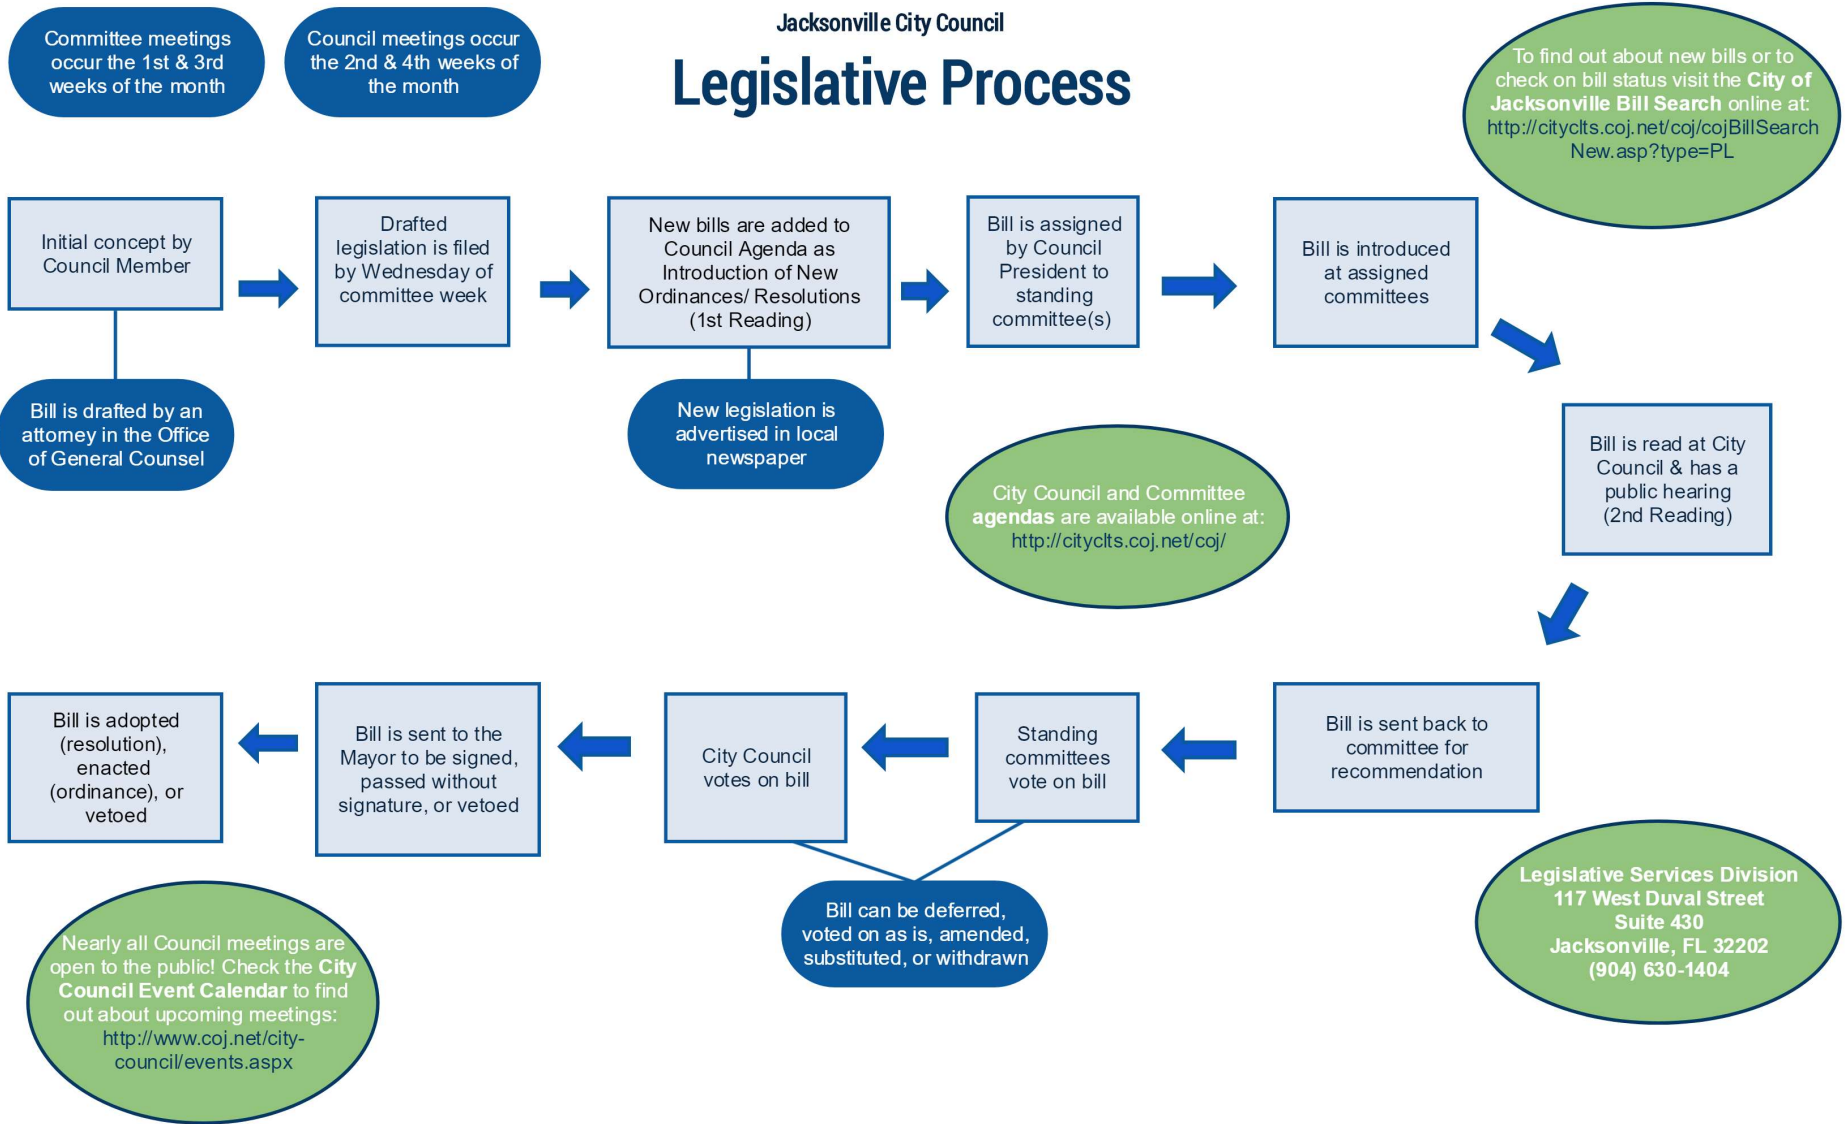 Committee meetings
occur the 1st & 3rd
weeks of the month
Council meetings occur
the 2nd & 4th weeks of
the month
Jacksonville City Council
Legislative Process
To find out about new bills or to
check on bill status visit the City of
Jacksonville Bill Search online at:
http://cityclts.coj.net/coj/cojBillSearch
New.asp?type=PL
Initial concept by
Council Member
Drafted
legislation is filed
by Wednesday of
committee week
New bills are added to
Council Agenda as
Introduction of New
Ordinances/ Resolutions
(1st Reading)
Bill is assigned
by Council
President to
standing
committee(s)
Bill is introduced
at assigned
committees
Bill is drafted by an
attorney in the Office
of General Counsel
New legislation is
advertised in local
newspaper
City Council and Committee
agendas are available online at:
http://cityclts.coj.net/coj/
Bill is read at City
Council & has a
public hearing
(2nd Reading)
Bill is adopted
(resolution),
enacted
(ordinance), or
vetoed
Bill is sent to the
Mayor to be signed,
passed without
signature, or vetoed
City Council
votes on bill
Standing
committees
vote on bill
Bill is sent back to
committee for
recommendation
Nearly all Council meetings are
open to the public! Check the City
Council Event Calendar to find
out about upcoming meetings:
http://www.coj.net/city-
council/events.aspx
Bill can be deferred,
voted on as is, amended,
substituted, or withdrawn
Legislative Services Division
117 West Duval Street
Suite 430
Jacksonville, FL 32202
(904) 630-1404